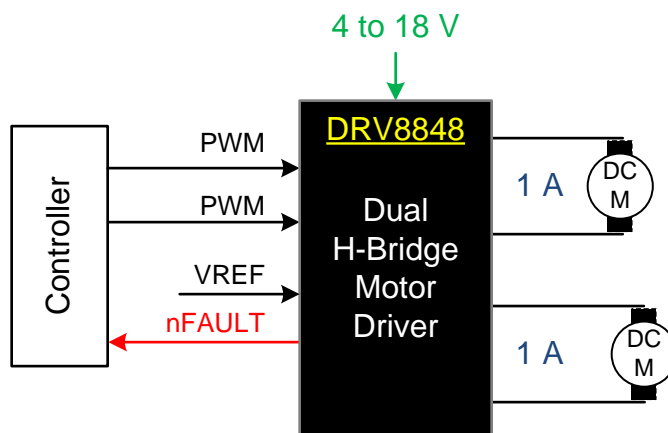 4 to 18 V
DRV8848
Dual
H-Bridge
Motor
Driver
Controller
PWM
PWM
VREF
nFAULT
1 A
DC
M
1 A
DC
M